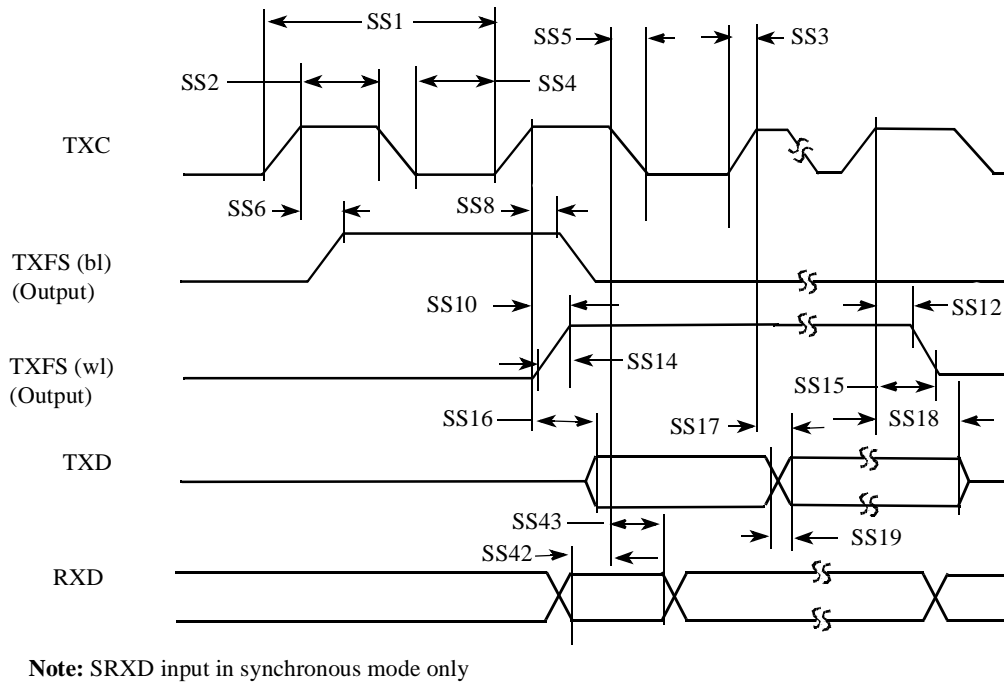 SS1
SS5
SS3
SS2
SS4
TXC
SS6
SS8
TXFS (bl)
(Output)
SS10
SS12
TXFS (wl)
(Output)
SS14
SS15
SS16
SS17
SS18
TXD
SS43
SS19
SS42
RXD
Note: SRXD input in synchronous mode only